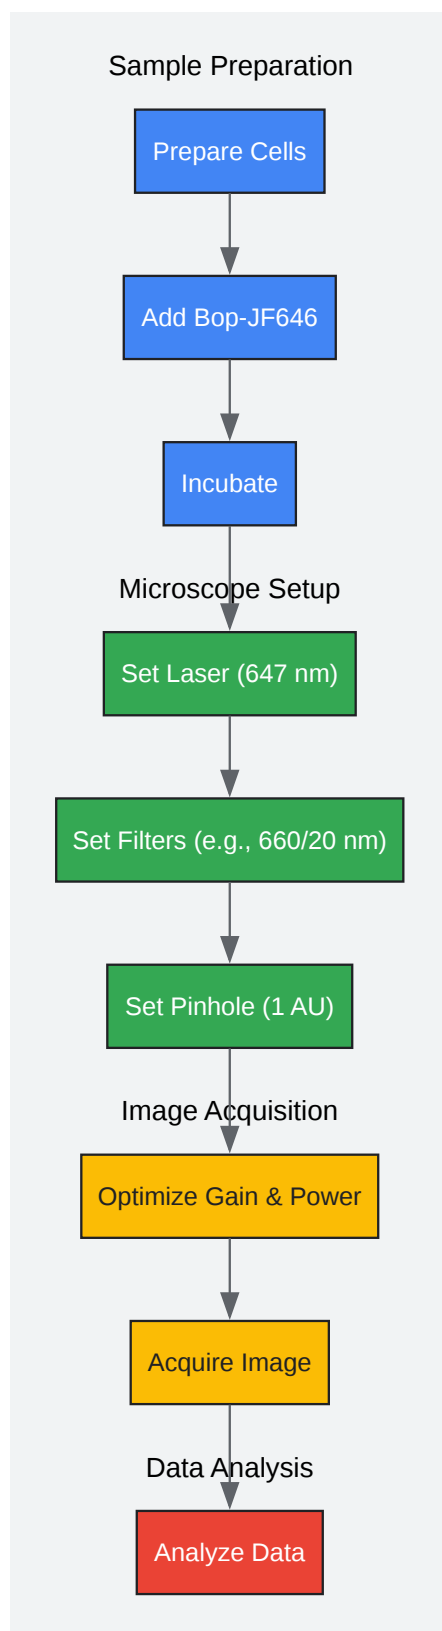 Sample Preparation
Prepare Cells
Add Bop-JF646
Incubate
Microscope Setup
Set Laser (647 nm)
Set Filters (e.g., 660/20 nm)
Set Pinhole (1 AU)
Image Acquisition
Optimize Gain & Power
Acquire Image
Data Analysis
Analyze Data